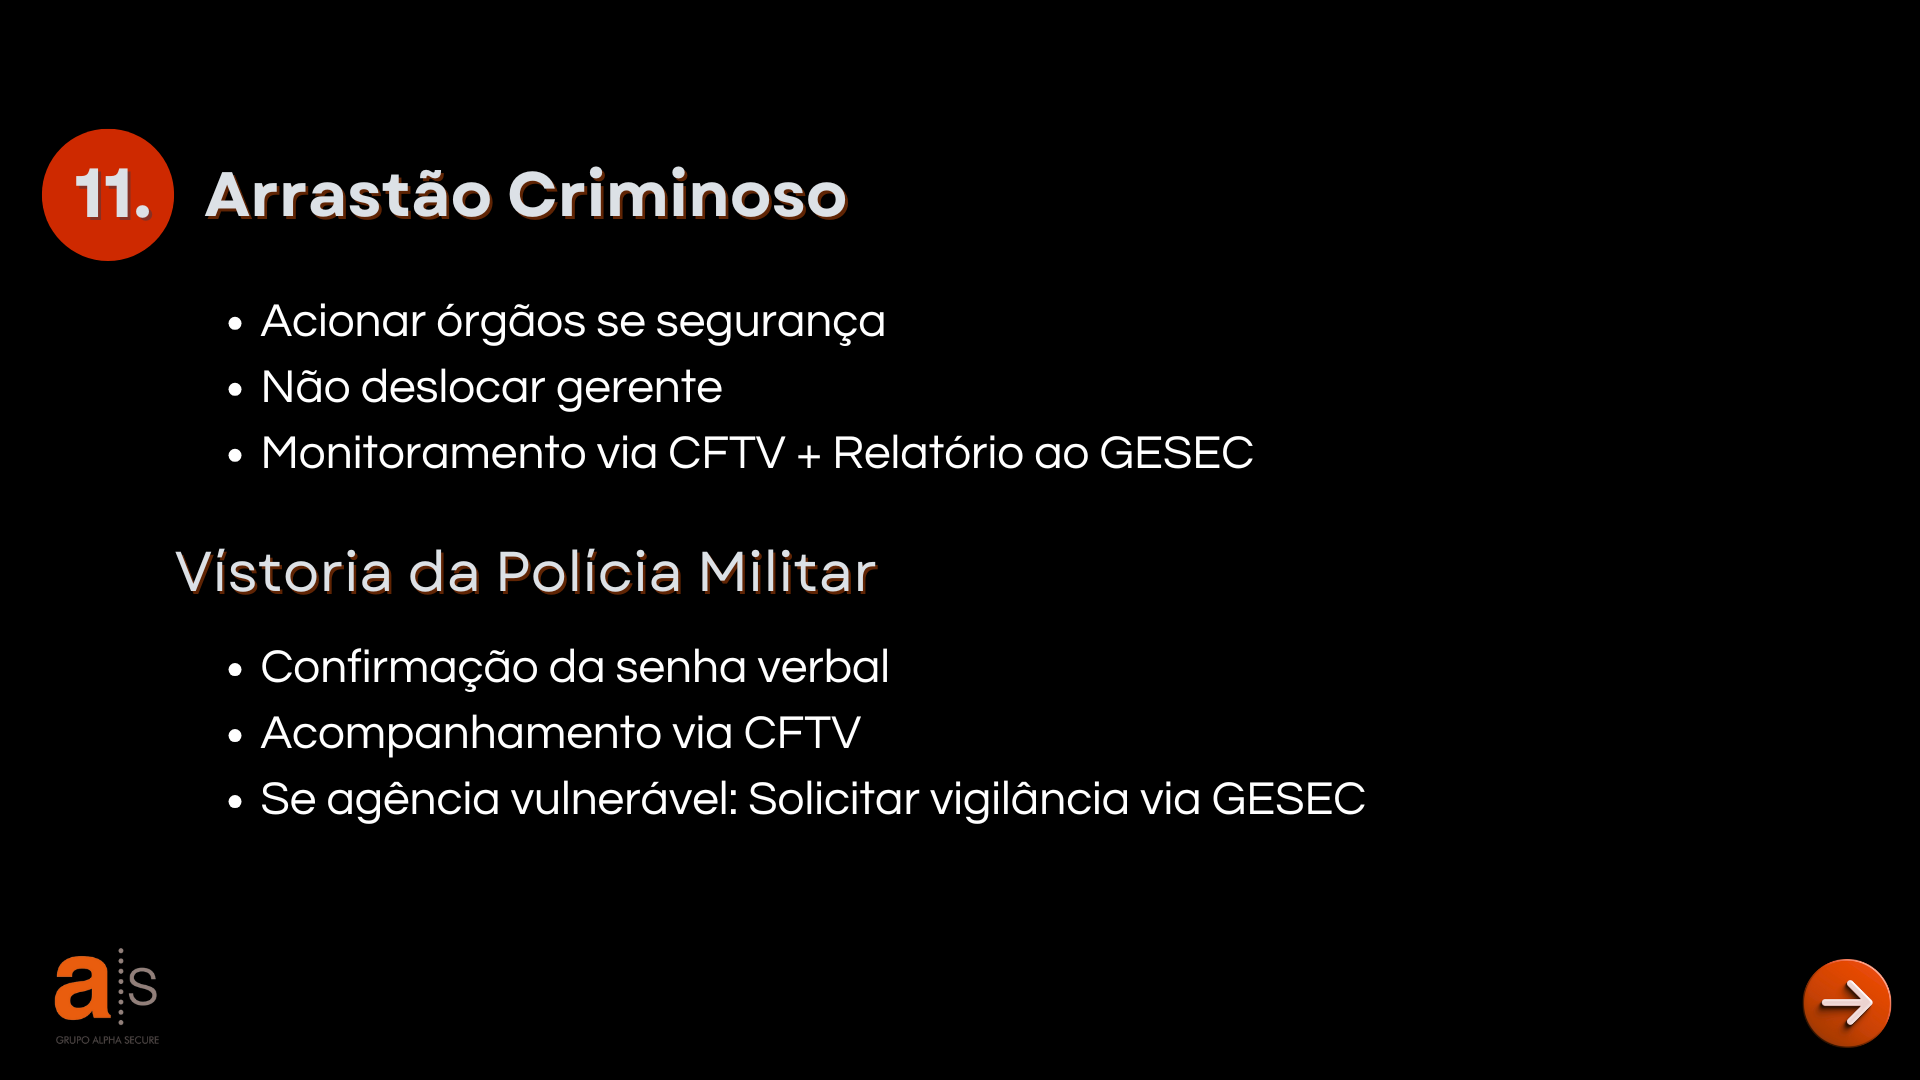 11. Arrastão Criminoso
• Acionar órgãos se segurança
• Não deslocar gerente
• Monitoramento via CFTV + Relatório ao GESEC
Vístoria da Polícia Militar
• Confirmação da senha verbal
• Acompanhamento via CFTV
• Se agência vulnerável: Solicitar vigilância via GESEC
a s
GRUPO ALPHA SECURE